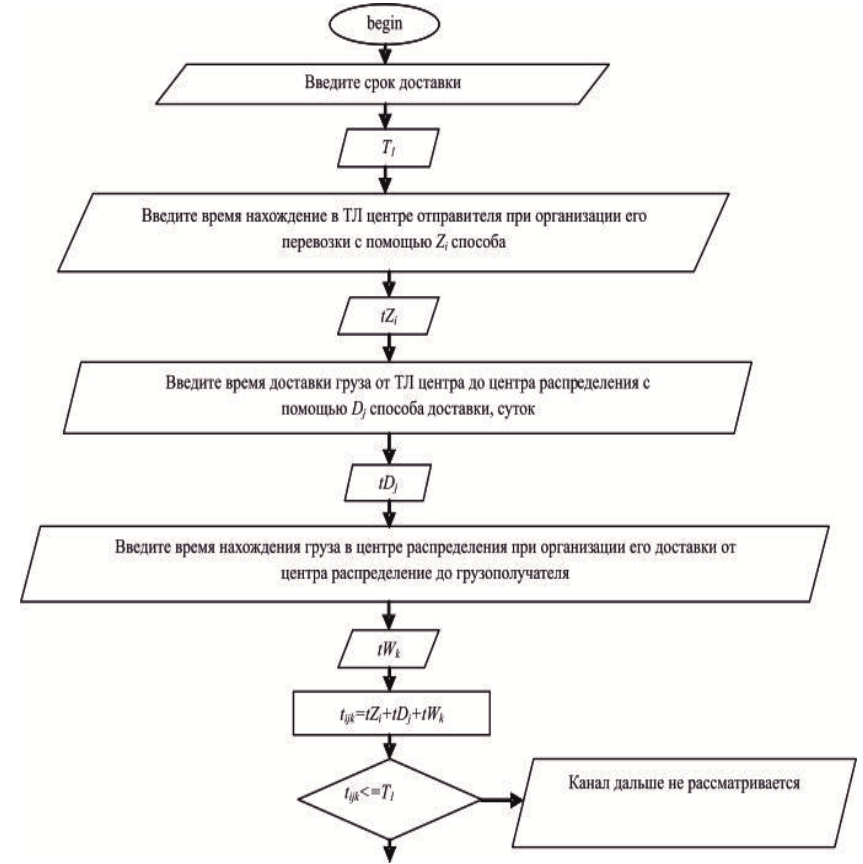 begin
Введите срок доставки
T₁
Введите время нахождение в ТЛ центре отправителя при организации его
перевозки с помощью Zᵢ способа
tZᵢ
Введите время доставки груза от ТЛ центра до центра распределения с
помощью Dⱼ способа доставки, суток
tDⱼ
Введите время нахождения груза в центре распределения при организации его доставки от
центра распределение до грузополучателя
tWₖ
tᵢⱼₖ=tZᵢ+tDⱼ+tWₖ
tᵢⱼₖ<=T₁
Канал дальше не рассматривается